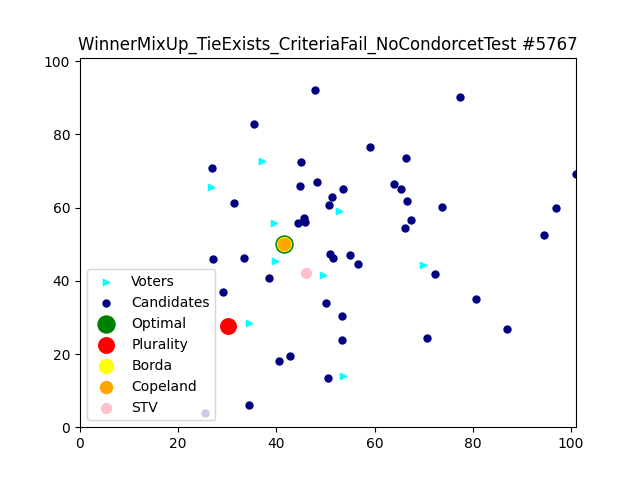 WinnerMixUp_TieExists_CriteriaFail_NoCondorcetTest #5767
100
80
60
40
20
0
Voters
Candidates
Optimal
Plurality
Borda
Copeland
STV
0 20 40 60 80 100